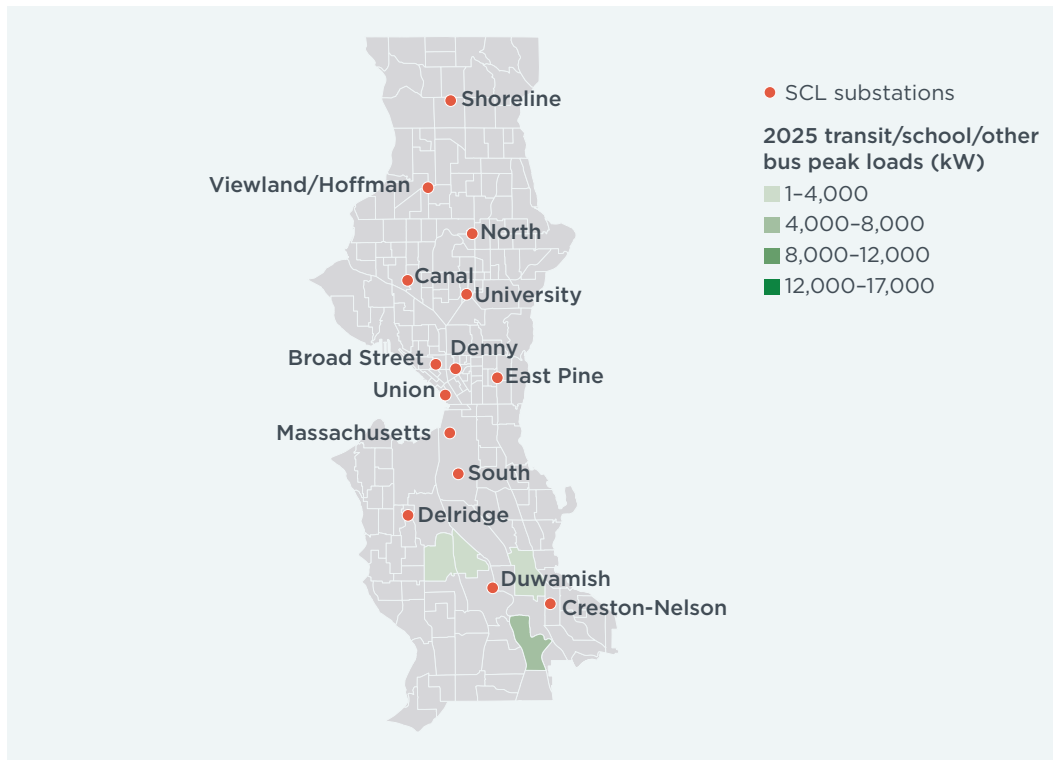 Shoreline
Viewland/Hoffman
North
Canal
University
Denny
Broad Street
East Pine
Union
Massachusetts
South
Delridge
Duwamish
Creston-Nelson
SCL substations
2025 transit/school/other
bus peak loads (kW)
1–4,000
4,000–8,000
8,000–12,000
12,000–17,000